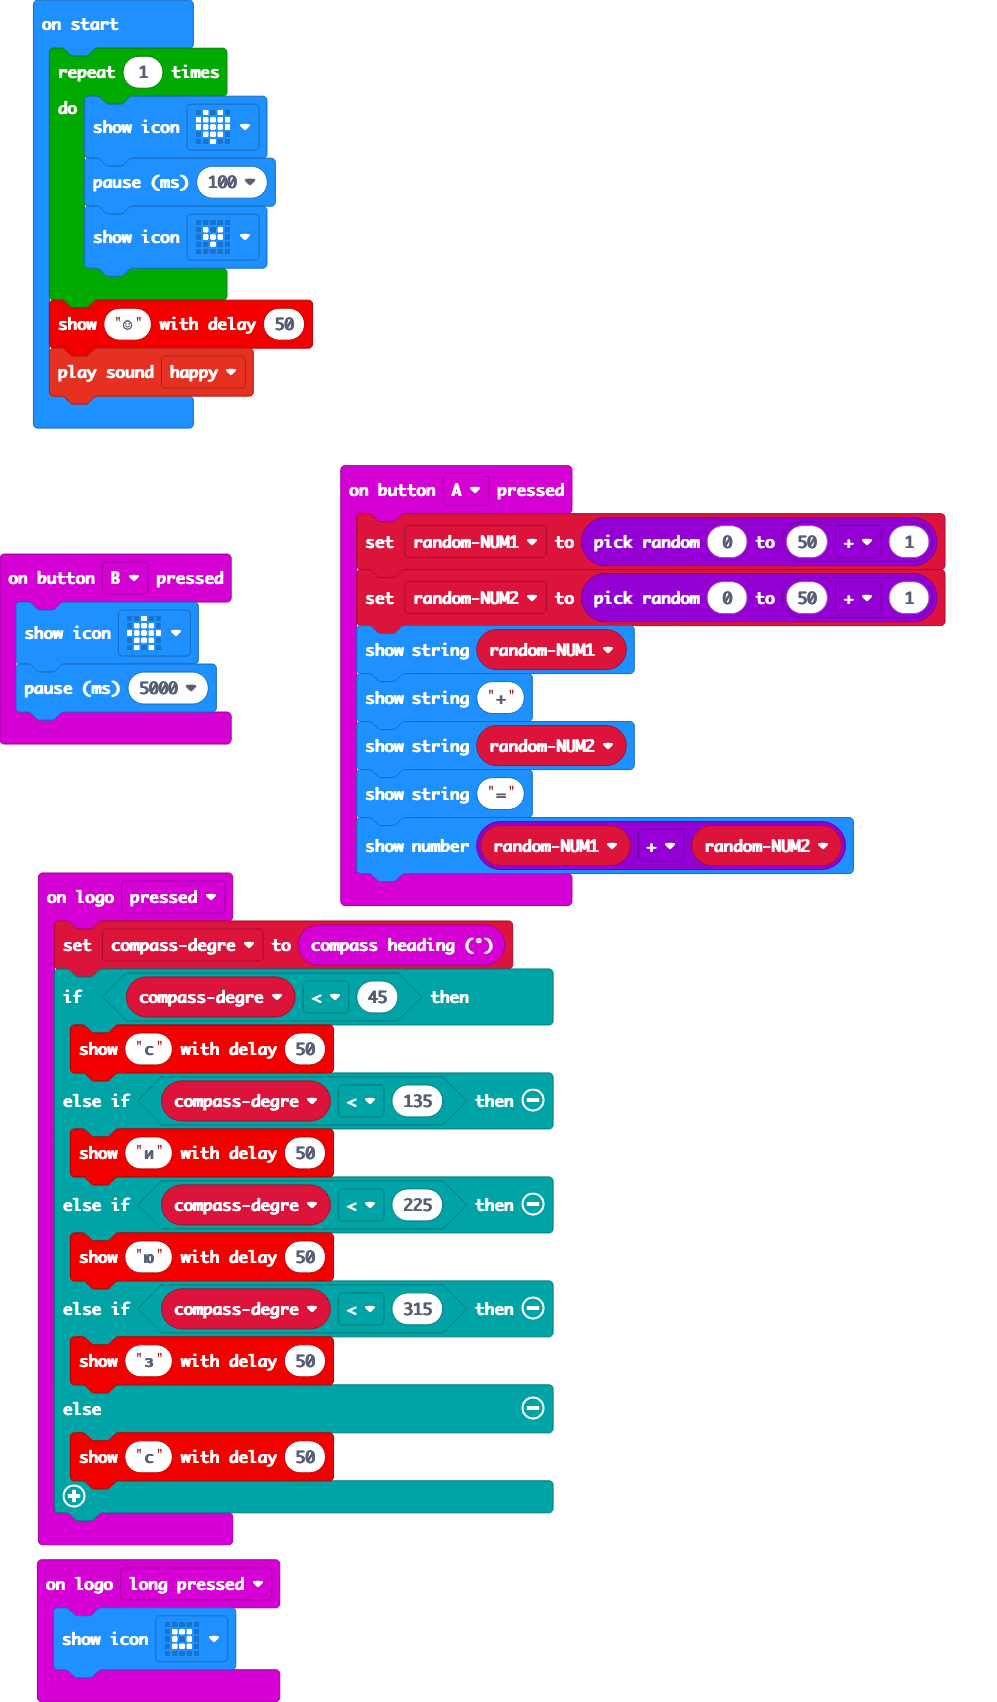 on start
repeat 1 times
do
show icon
pause (ms) 100
show icon
show "☺" with delay 50
play sound happy
on button A pressed
set random-NUM1 to pick random 0 to 50 + 1
set random-NUM2 to pick random 0 to 50 + 1
show string random-NUM1
show string "+"
show string random-NUM2
show string "="
show number random-NUM1 + random-NUM2
on button B pressed
show icon
pause (ms) 5000
on logo pressed
set compass-degre to compass heading (°)
if compass-degre < 45 then
show "с" with delay 50
else if compass-degre < 135 then
show "и" with delay 50
else if compass-degre < 225 then
show "ю" with delay 50
else if compass-degre < 315 then
show "з" with delay 50
else
show "с" with delay 50
on logo long pressed
show icon